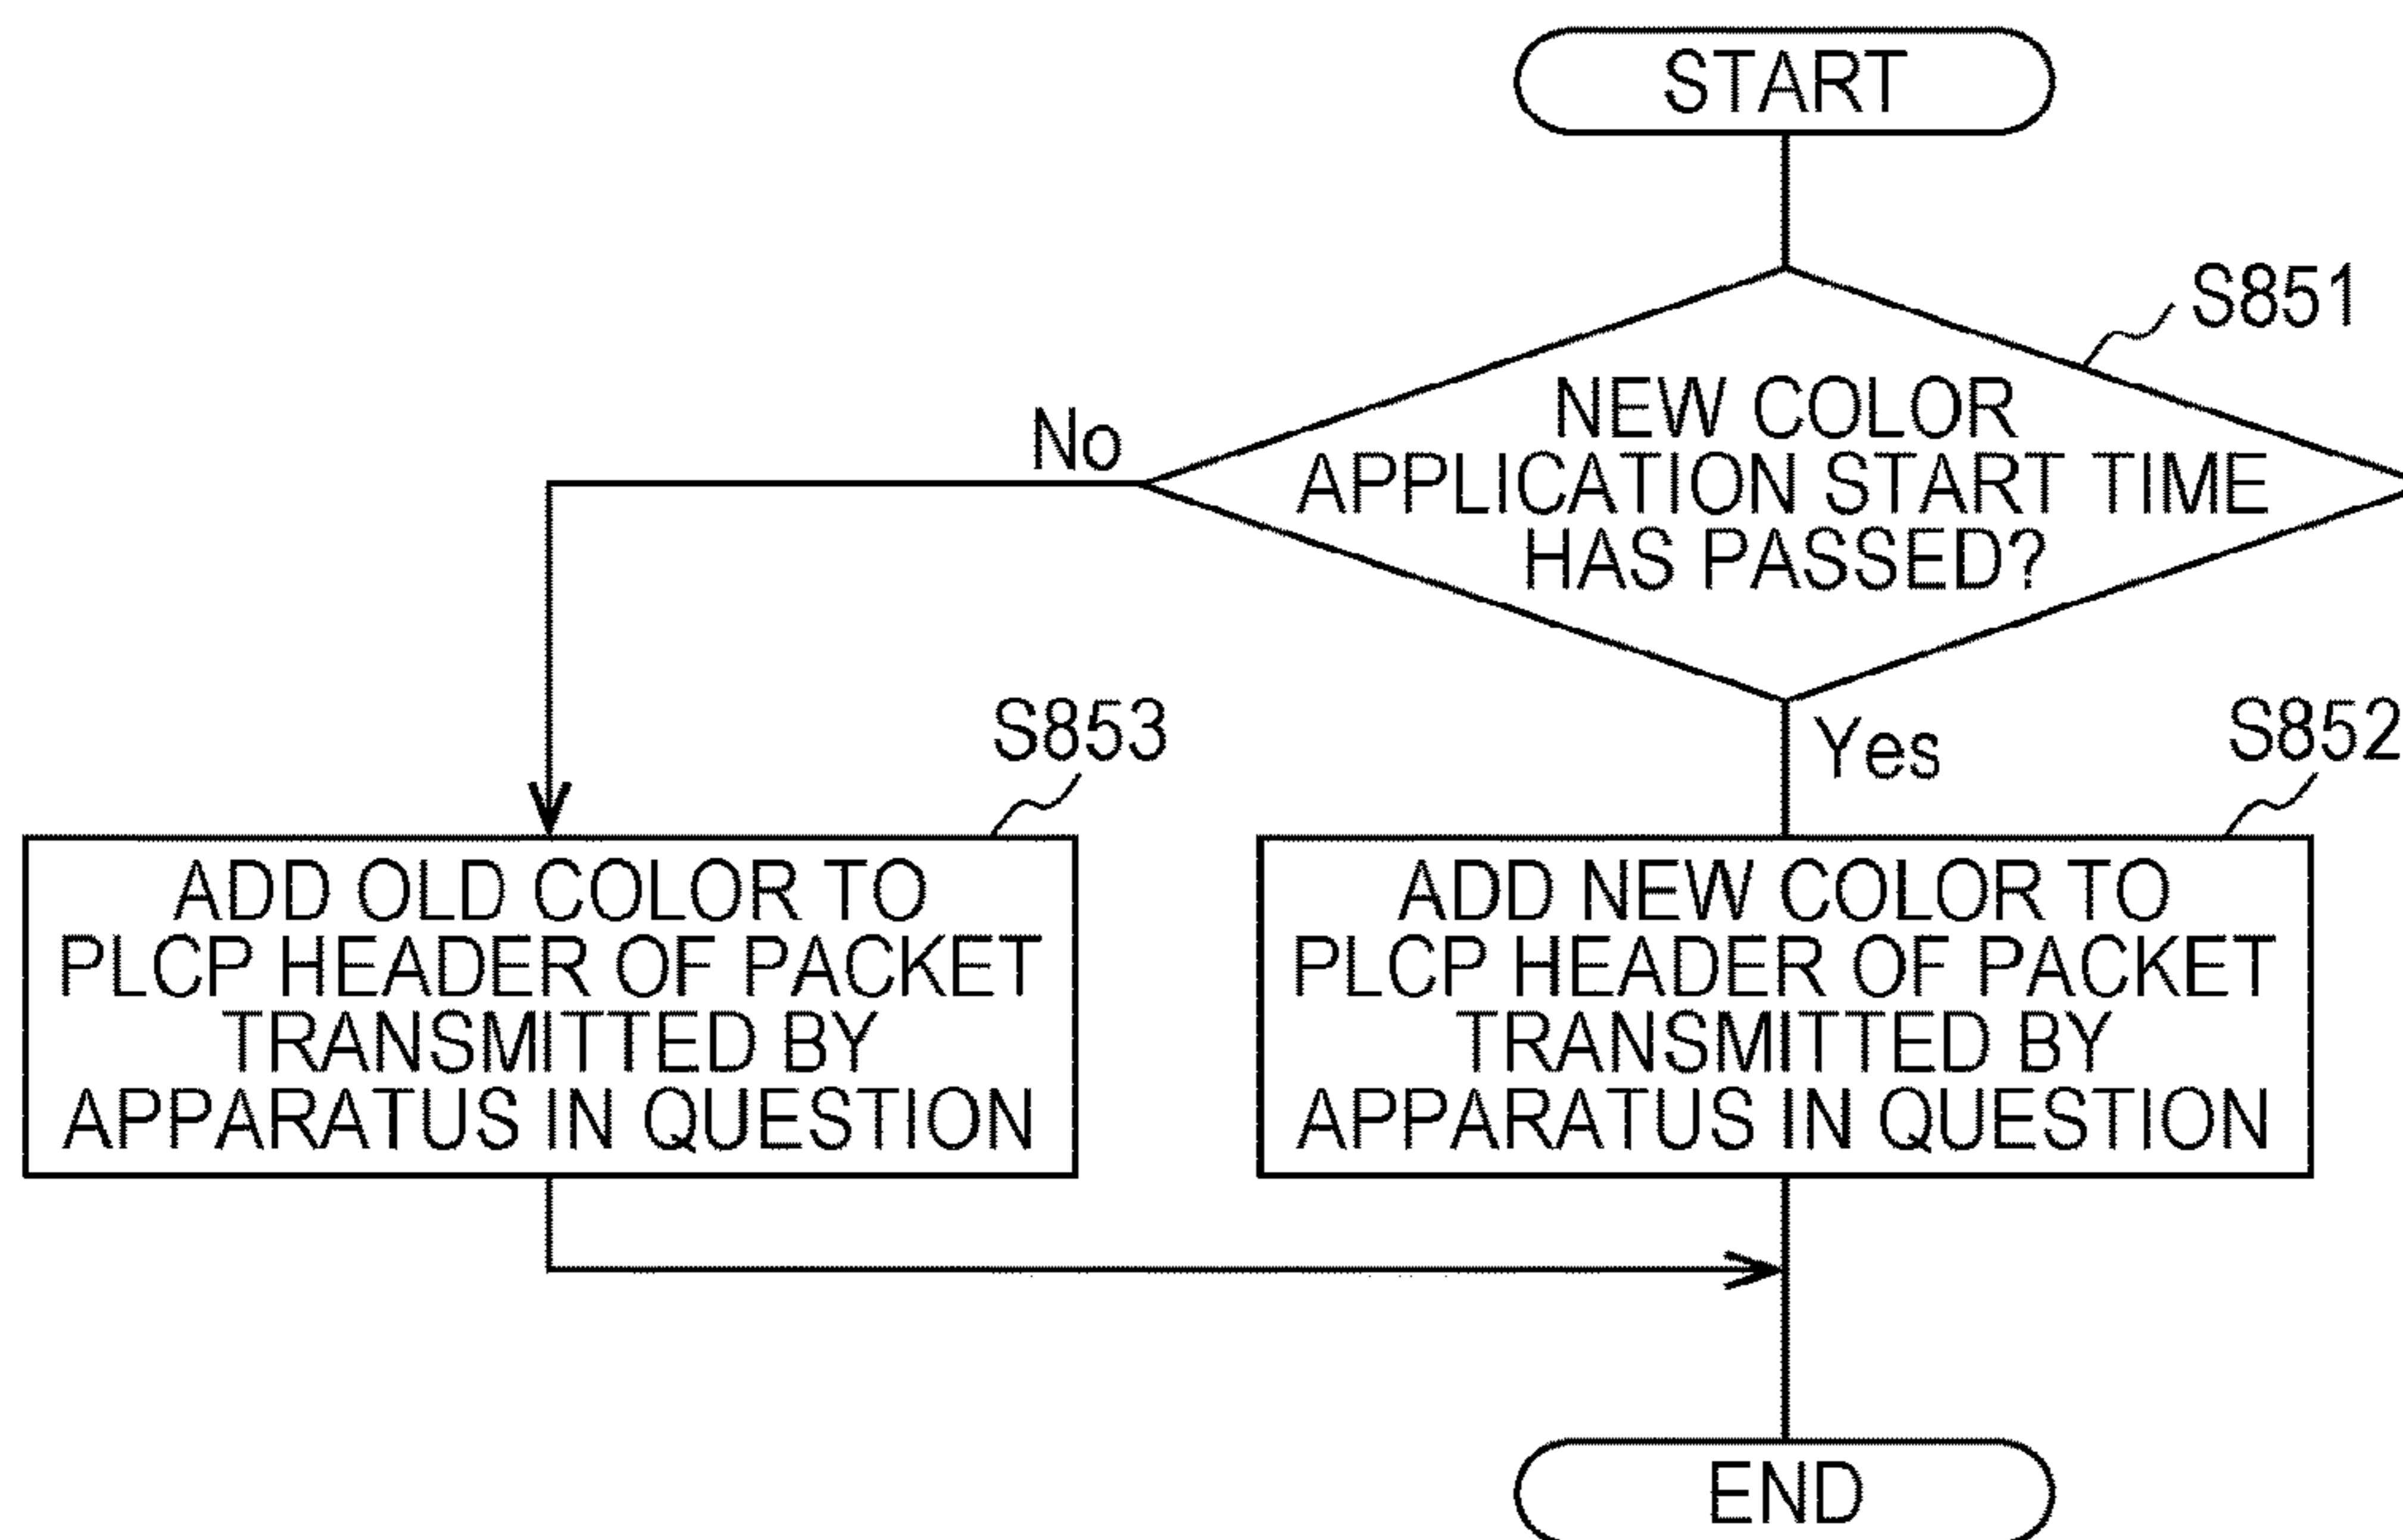 START
S851
NEW COLOR
APPLICATION START TIME
HAS PASSED?
No
Yes
S853
S852
ADD OLD COLOR TO
PLCP HEADER OF PACKET
TRANSMITTED BY
APPARATUS IN QUESTION
ADD NEW COLOR TO
PLCP HEADER OF PACKET
TRANSMITTED BY
APPARATUS IN QUESTION
END